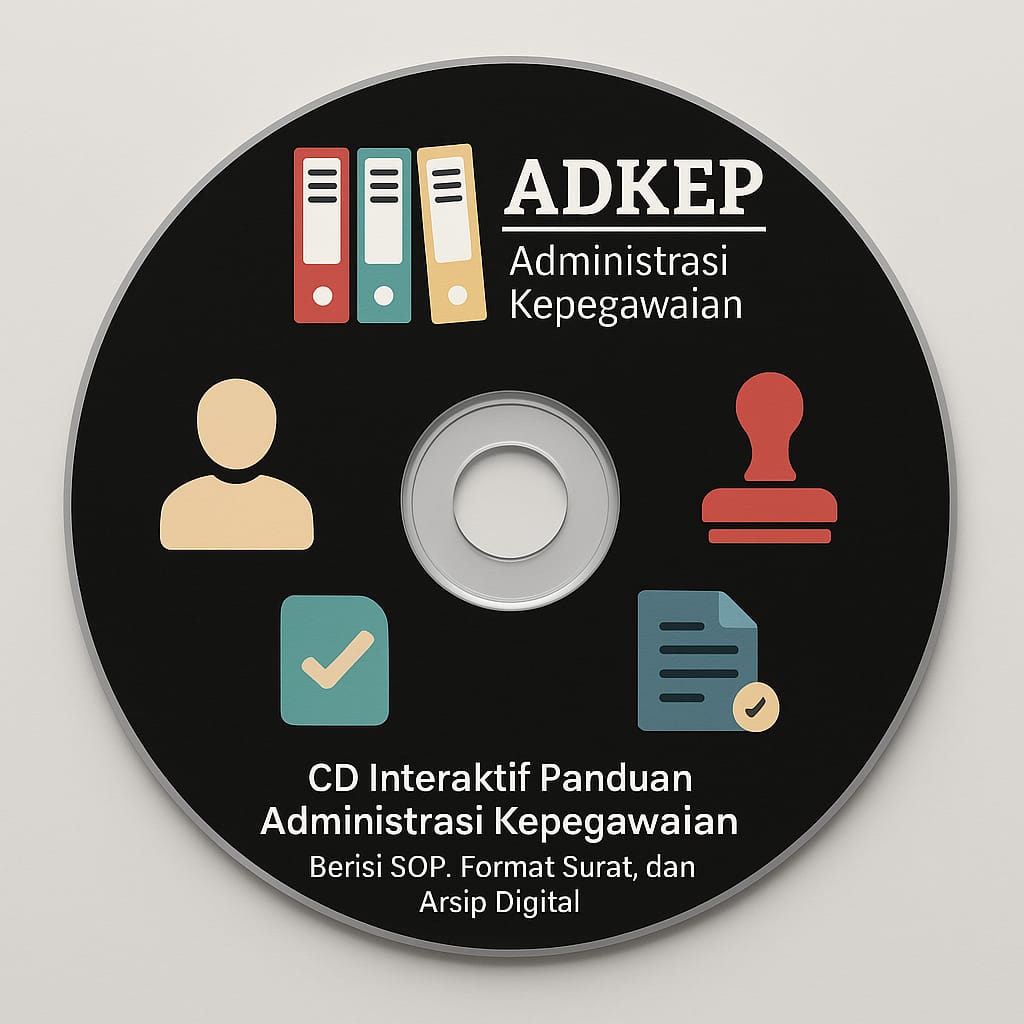 ADKEP
Administrasi
Kepegawaian
CD Interaktif Panduan
Administrasi Kepegawaian
Berisi SOP. Format Surat, dan
Arsip Digital